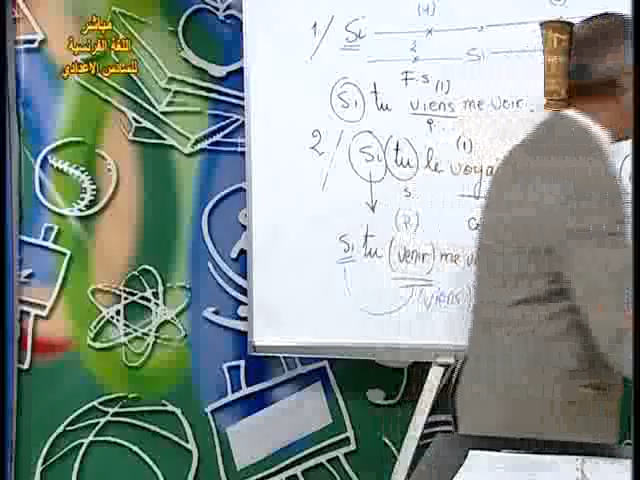 مباشر
اللغة الفرنسية
للسادس الاعدادي
1/ Si
2
Si
F.s (1)
Si tu viens me voir.
P...
2/ Si tu le voya
(1)
S.
(P)
Si tu (venir) me v
(viens)